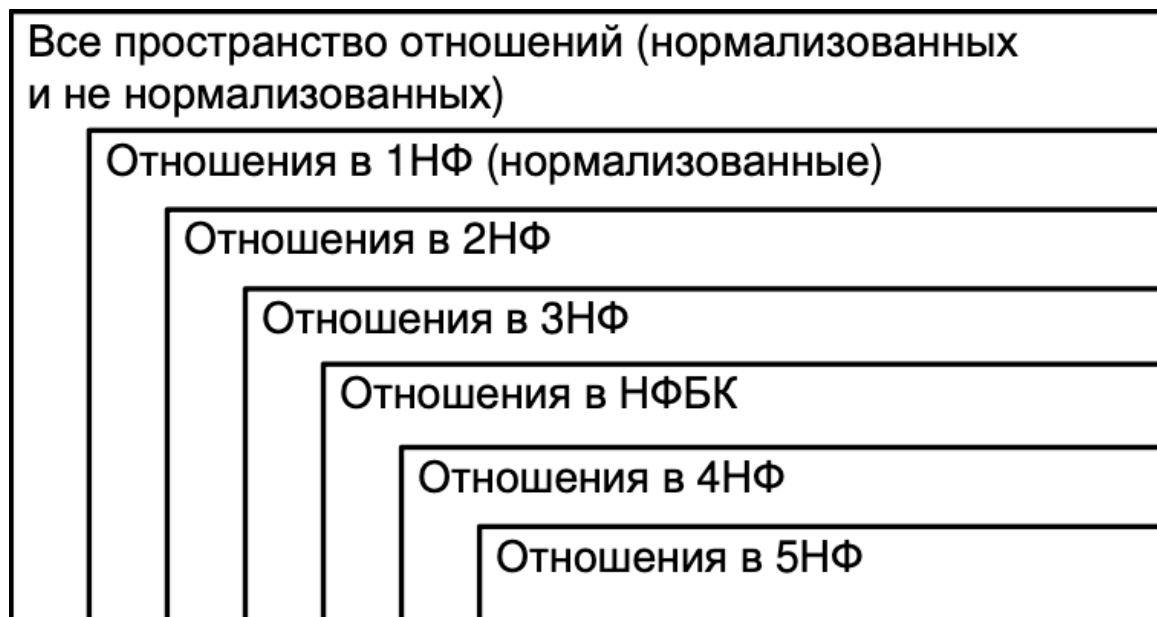 Все пространство отношений (нормализованных
и не нормализованных)
Отношения в 1НФ (нормализованные)
Отношения в 2НФ
Отношения в 3НФ
Отношения в НФБК
Отношения в 4НФ
Отношения в 5НФ